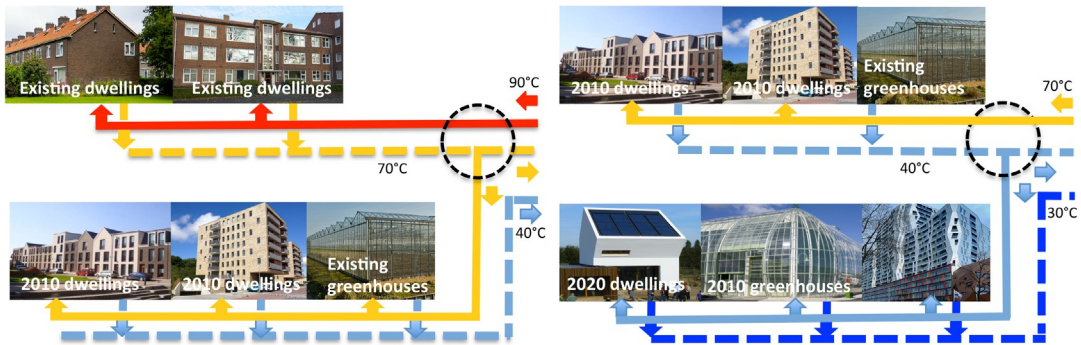 Existing dwellings
Existing dwellings
90°C
70°C
2010 dwellings
2010 dwellings
Existing
greenhouses
40°C
2010 dwellings
2010 dwellings
Existing
greenhouses
70°C
40°C
2020 dwellings
2010 greenhouses
30°C